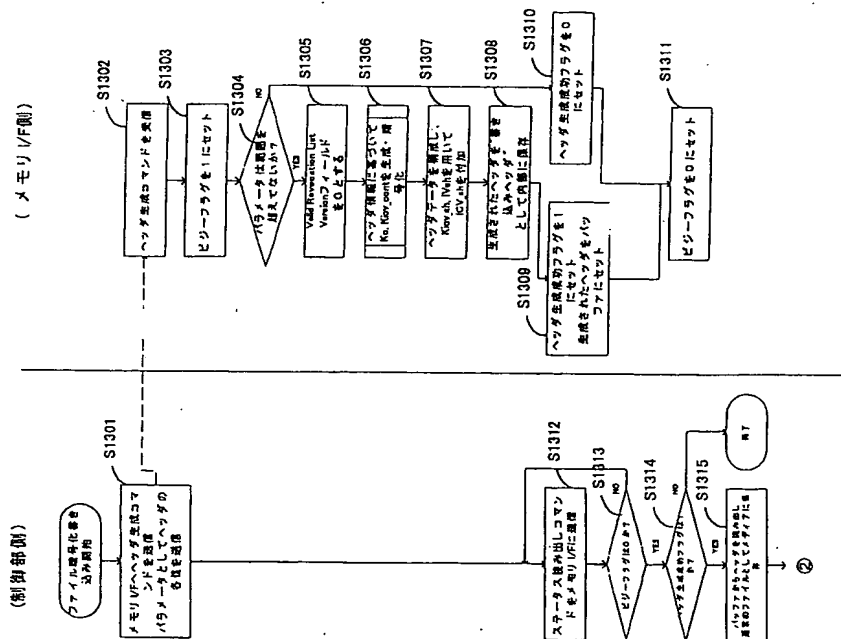 (制御部側)
ファイル暗号化書き
込み開始
S1301
メモリI/Fへヘッダ生成コマ
ンドを送信
パラメータとしてヘッダの
各値を送信
S1312
ステータス読み出しコマン
ドをメモリI/Fに送信
S1313
ビジーフラグは0か?
NO
YES
S1314
ヘッダ生成成功フラグは1
か?
NO
YES
終了
S1315
バッファからヘッダを読み出し
通常のファイルとしてメディアに保
存
②
(メモリI/F側)
S1302
ヘッダ生成コマンドを受信
S1303
ビジーフラグを1にセット
S1304
パラメータは範囲を
超えてないか?
NO
YES
S1305
Valid Revocation List
Versionフィールド
を0とする
S1306
ヘッダ情報に基づいて
Kc, Kicv_contを生成・暗
号化
S1307
ヘッダデータを構成し、
Kicv_sh, IVshを用いて
ICV_shを付加
S1308
生成されたヘッダを"書き
込みヘッダ"
として内部に保存
S1309
ヘッダ生成成功フラグを1
にセット
生成されたヘッダをバッ
ファにセット
S1310
ヘッダ生成成功フラグを0
にセット
S1311
ビジーフラグを0にセット